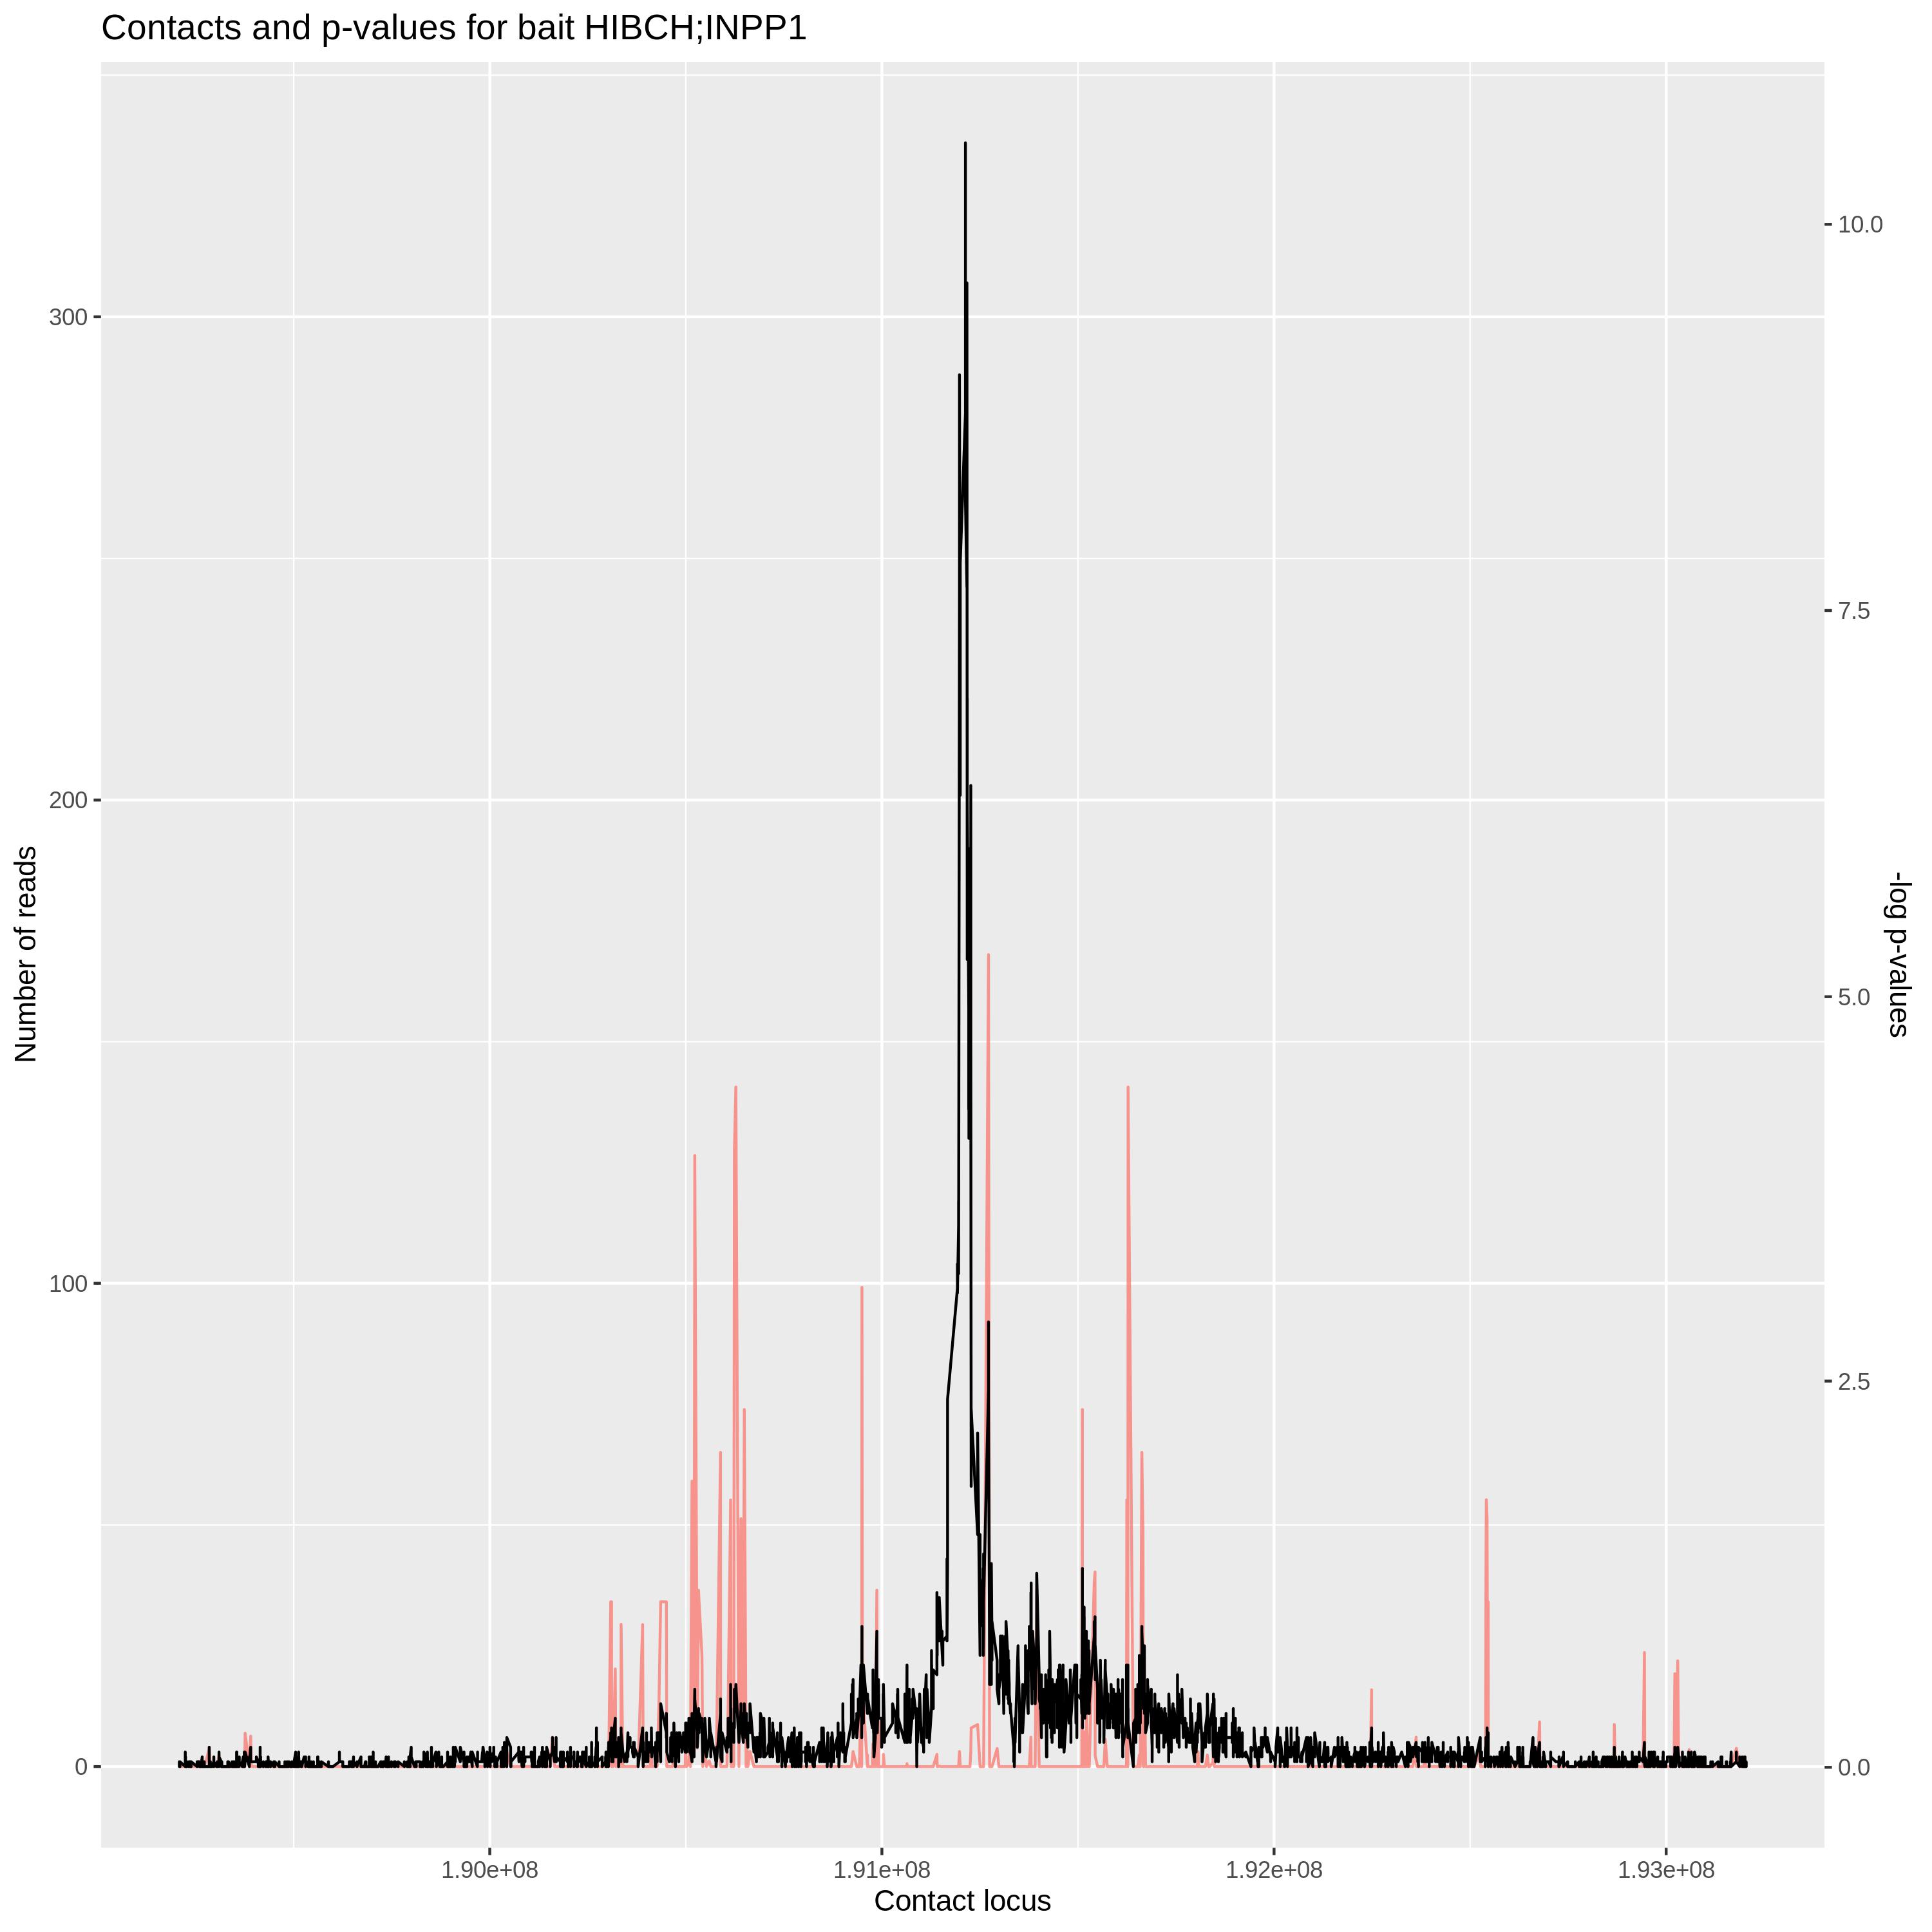 Contacts and p-values for bait HIBCH;INPP1
Number of reads
300
200
100
0
10.0
7.5
5.0
2.5
0.0
-log p-values
1.90e+08 1.91e+08 1.92e+08 1.93e+08
Contact locus